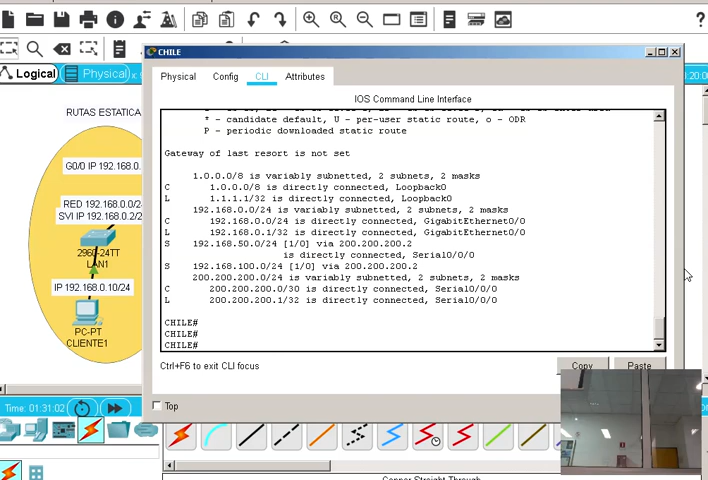 CHILE
Logical
Physical
Physical
Config
CLI
Attributes
IOS Command Line Interface
RUTAS ESTATICA
* - candidate default, U - per-user static route, o - ODR
P - periodic downloaded static route
Gateway of last resort is not set
1.0.0.0/8 is variably subnetted, 2 subnets, 2 masks
C 1.0.0.0/8 is directly connected, Loopback0
L 1.1.1.1/32 is directly connected, Loopback0
192.168.0.0/24 is variably subnetted, 2 subnets, 2 masks
C 192.168.0.0/24 is directly connected, GigabitEthernet0/0
L 192.168.0.1/32 is directly connected, GigabitEthernet0/0
S 192.168.50.0/24 [1/0] via 200.200.200.2
is directly connected, Serial0/0/0
S 192.168.100.0/24 [1/0] via 200.200.200.2
200.200.200.0/24 is variably subnetted, 2 subnets, 2 masks
C 200.200.200.0/30 is directly connected, Serial0/0/0
L 200.200.200.1/32 is directly connected, Serial0/0/0
CHILE#
CHILE#
CHILE#
G0/0 IP 192.168.0.
RED 192.168.0.0/2
SVI IP 192.168.0.2/2
2960-24TT
LAN1
IP 192.168.0.10/24
PC-PT
CLIENTE1
Ctrl+F6 to exit CLI focus
Copy
Paste
Top
Time: 01:31:02
Copper Straight-Through